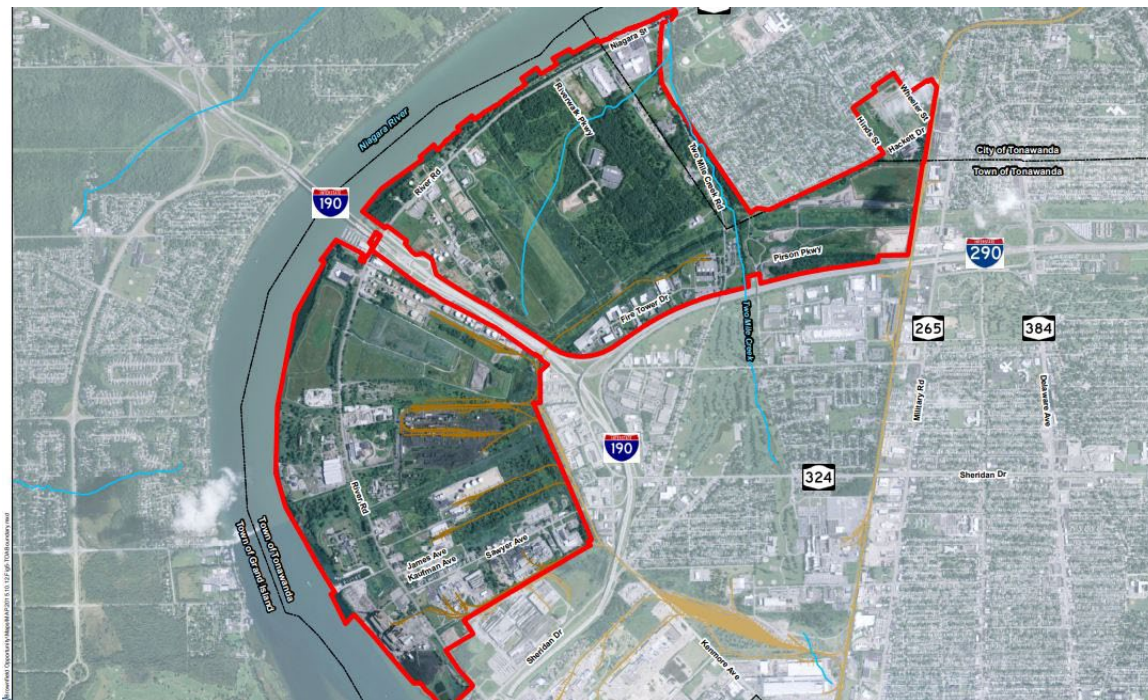 Niagara St
Niagara River
Riverwalk Pkwy
Wheeler St
Hinds St
Hackett Dr
City of Tonawanda
Town of Tonawanda
Two Mile Creek Rd
River Rd
INTERSTATE
190
Pirson Pkwy
INTERSTATE
290
Fire Tower Dr
Two Mile Creek
265
384
Military Rd
Delaware Ave
INTERSTATE
190
Sheridan Dr
324
River Rd
James Ave
Kaufman Ave
Sawyer Ave
Town of Tonawanda
Town of Grand Island
Sheridan Dr
Kenmore Ave